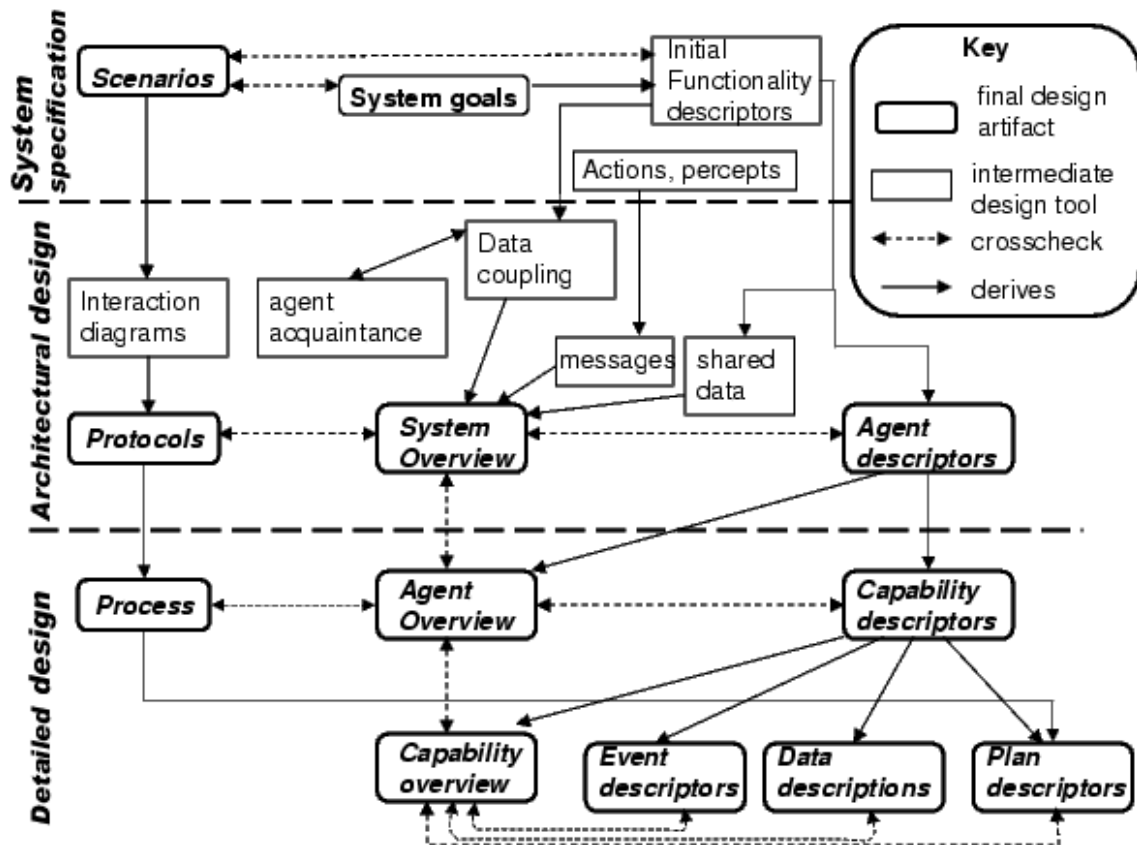 System
specification
Scenarios
System goals
Initial
Functionality
descriptors
Actions, percepts
Key
final design
artifact
intermediate
design tool
crosscheck
derives
Architectural design
Interaction
diagrams
agent
acquaintance
Data
coupling
messages
shared
data
Protocols
System
Overview
Agent
descriptors
Detailed design
Process
Agent
Overview
Capability
descriptors
Capability
overview
Event
descriptors
Data
descriptions
Plan
descriptors